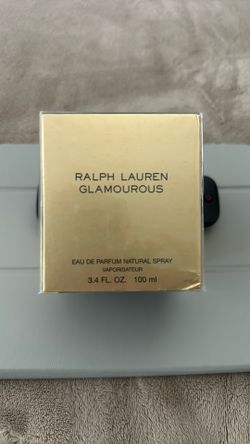 RALPH LAUREN
GLAMOUROUS
EAU DE PARFUM NATURAL SPRAY
VAPORISATEUR
3.4 FL. OZ. 100 ml